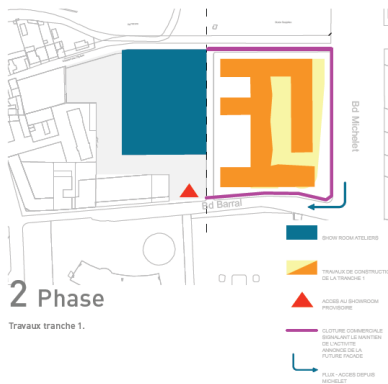 Bd Michelet
Bd Barral
SHOW ROOM ATELIERS
TRAVAUX DE CONSTRUCTION
DE LA TRANCHE 1
ACCES AU SHOWROOM
PROVISOIRE
CLOTURE COMMERCIALE
SIGNALANT LE MAINTIEN
DE L'ACTIVITE
ANNONCE DE LA
FUTURE FACADE
FLUX - ACCES DEPUIS
MICHELET
2 Phase
Travaux tranche 1.